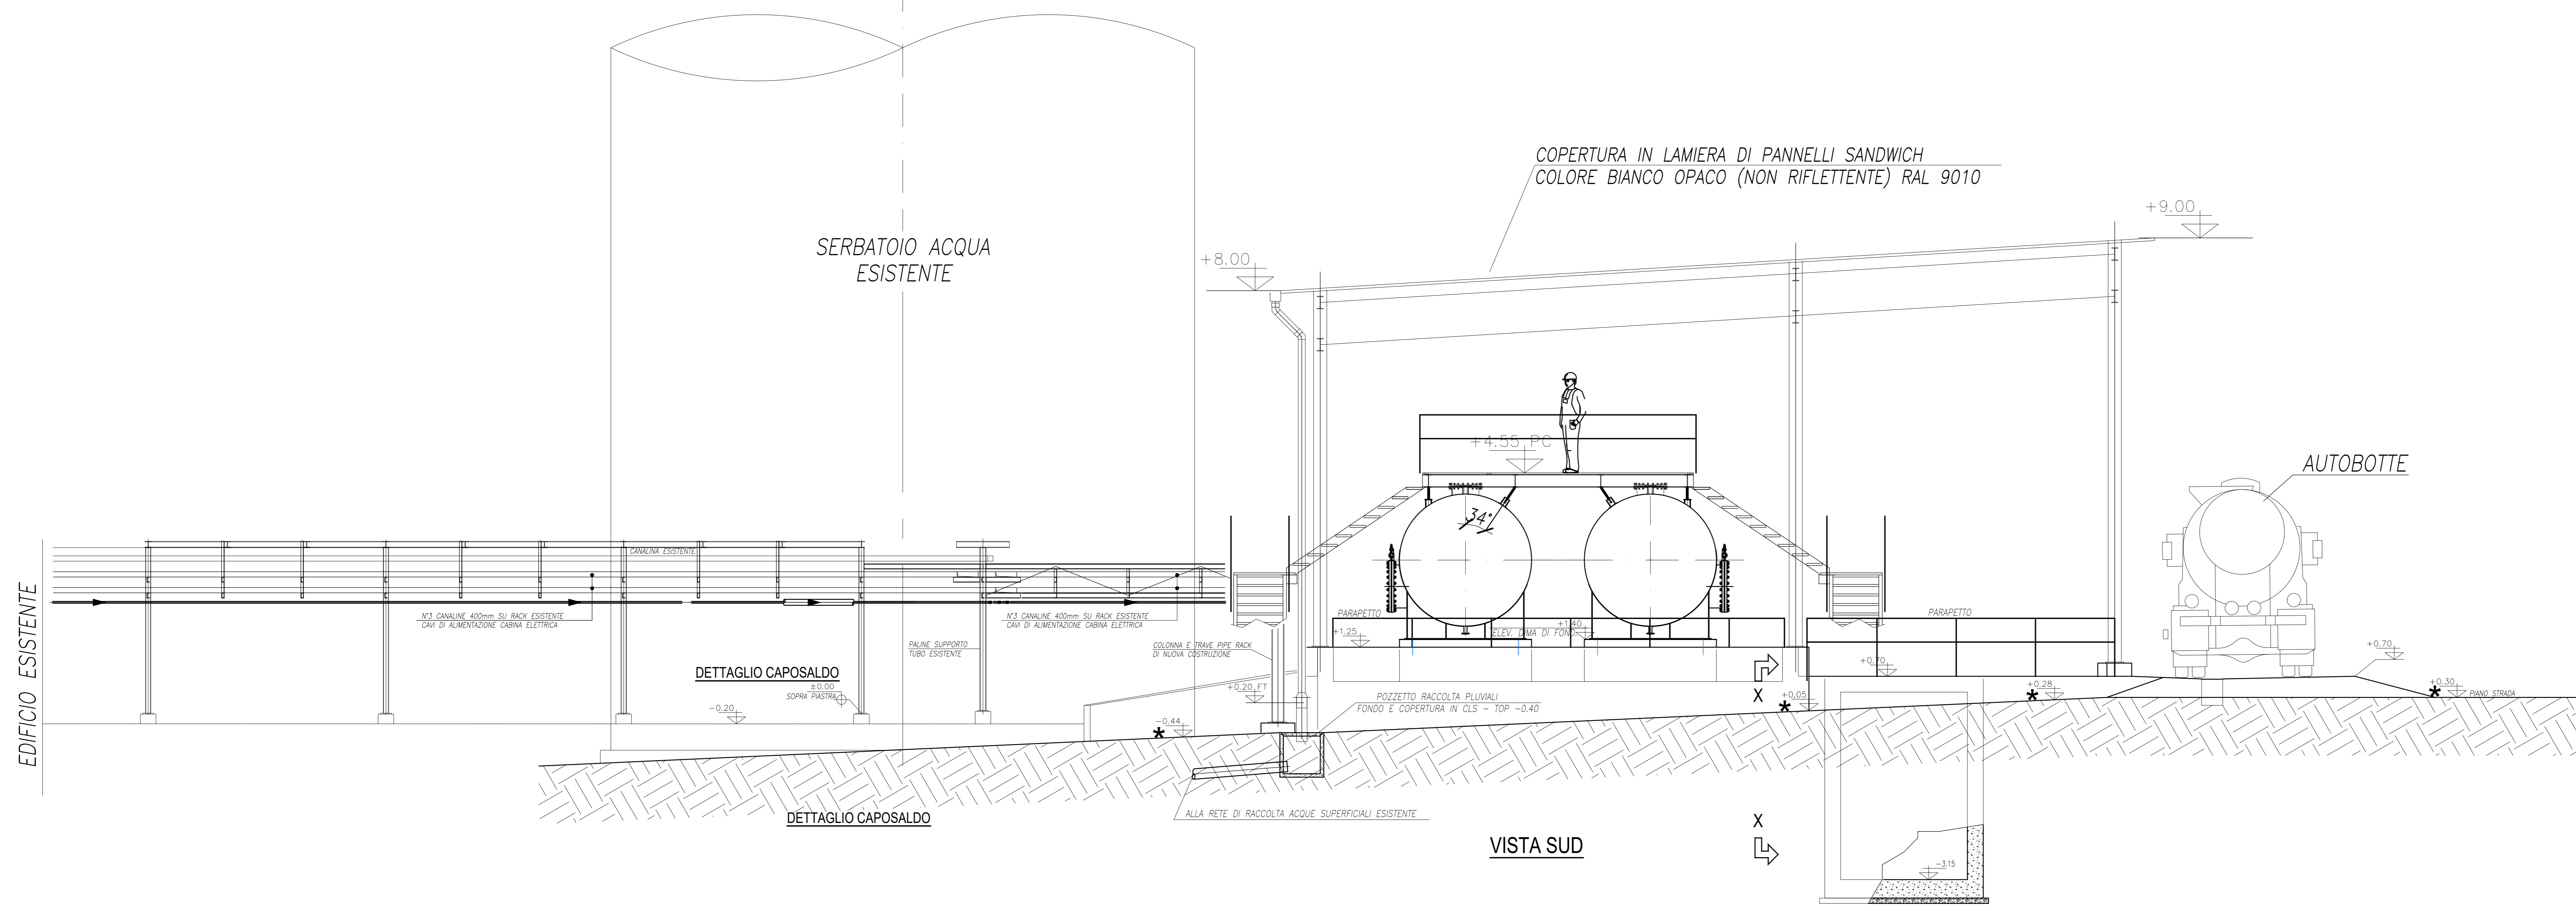 COPERTURA IN LAMIERA DI PANNELLI SANDWICH
COLORE BIANCO OPACO (NON RIFLETTENTE) RAL 9010
+9.00
SERBATOIO ACQUA
ESISTENTE
+8.00
+4.55 PC
AUTOBOTTE
34°
CANALINA ESISTENTE
EDIFICIO ESISTENTE
N°3 CANALINE 400mm SU RACK ESISTENTE
CAVI DI ALIMENTAZIONE CABINA ELETTRICA
N°3 CANALINE 400mm SU RACK ESISTENTE
CAVI DI ALIMENTAZIONE CABINA ELETTRICA
PARAPETTO
PARAPETTO
+1.25
+1.40
ELEV. DIMA DI FOND.
PALINE SUPPORTO
TUBO ESISTENTE
COLONNA E TRAVE PIPE RACK
DI NUOVA COSTRUZIONE
+0.70
+0.70
DETTAGLIO CAPOSALDO
±0.00
SOPRA PIASTRA
+0.20 FT
POZZETTO RACCOLTA PLUVIALI
FONDO E COPERTURA IN CLS - TOP -0.40
X
+0.05
*
+0.28
*
+0.30
* PIANO STRADA
-0.20
-0.44
*
ALLA RETE DI RACCOLTA ACQUE SUPERFICIALI ESISTENTE
DETTAGLIO CAPOSALDO
X
VISTA SUD
-3.15